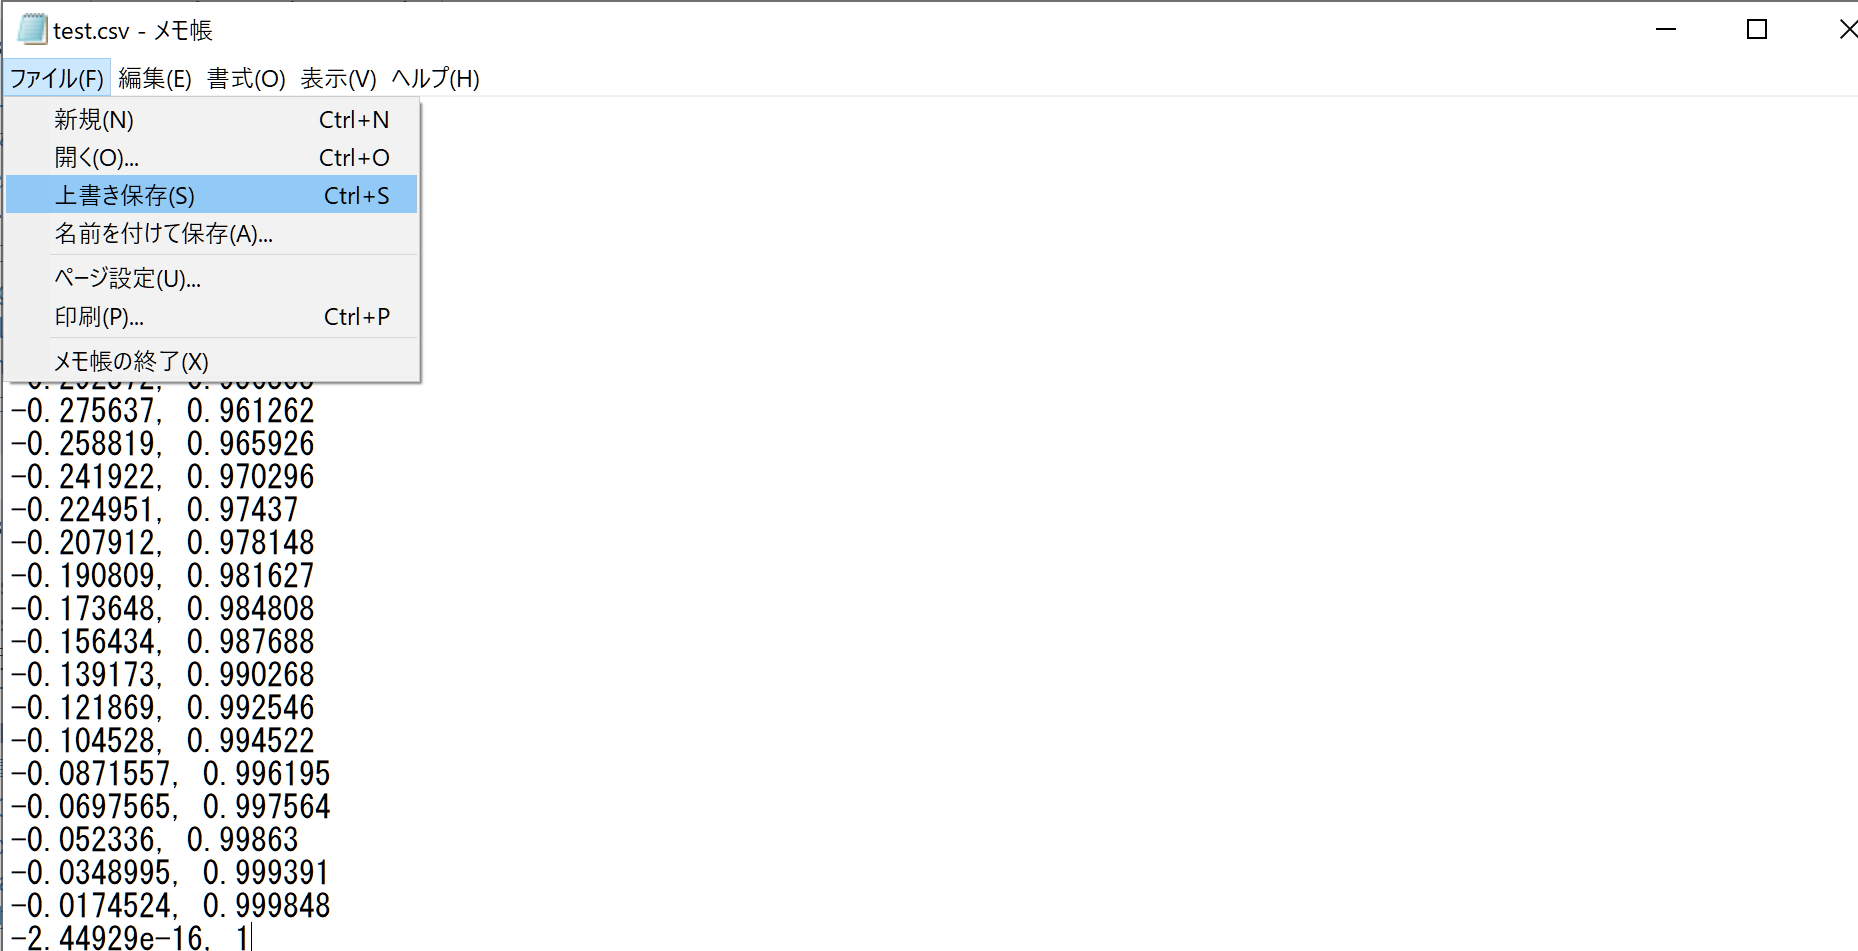 test.csv - メモ帳
ファイル(F) 編集(E) 書式(O) 表示(V) ヘルプ(H)
新規(N) Ctrl+N
開く(O)... Ctrl+O
上書き保存(S) Ctrl+S
名前を付けて保存(A)...
ページ設定(U)...
印刷(P)... Ctrl+P
メモ帳の終了(X)
-0.275637, 0.961262
-0.258819, 0.965926
-0.241922, 0.970296
-0.224951, 0.97437
-0.207912, 0.978148
-0.190809, 0.981627
-0.173648, 0.984808
-0.156434, 0.987688
-0.139173, 0.990268
-0.121869, 0.992546
-0.104528, 0.994522
-0.0871557, 0.996195
-0.0697565, 0.997564
-0.052336, 0.99863
-0.0348995, 0.999391
-0.0174524, 0.999848
-2.44929e-16, 1